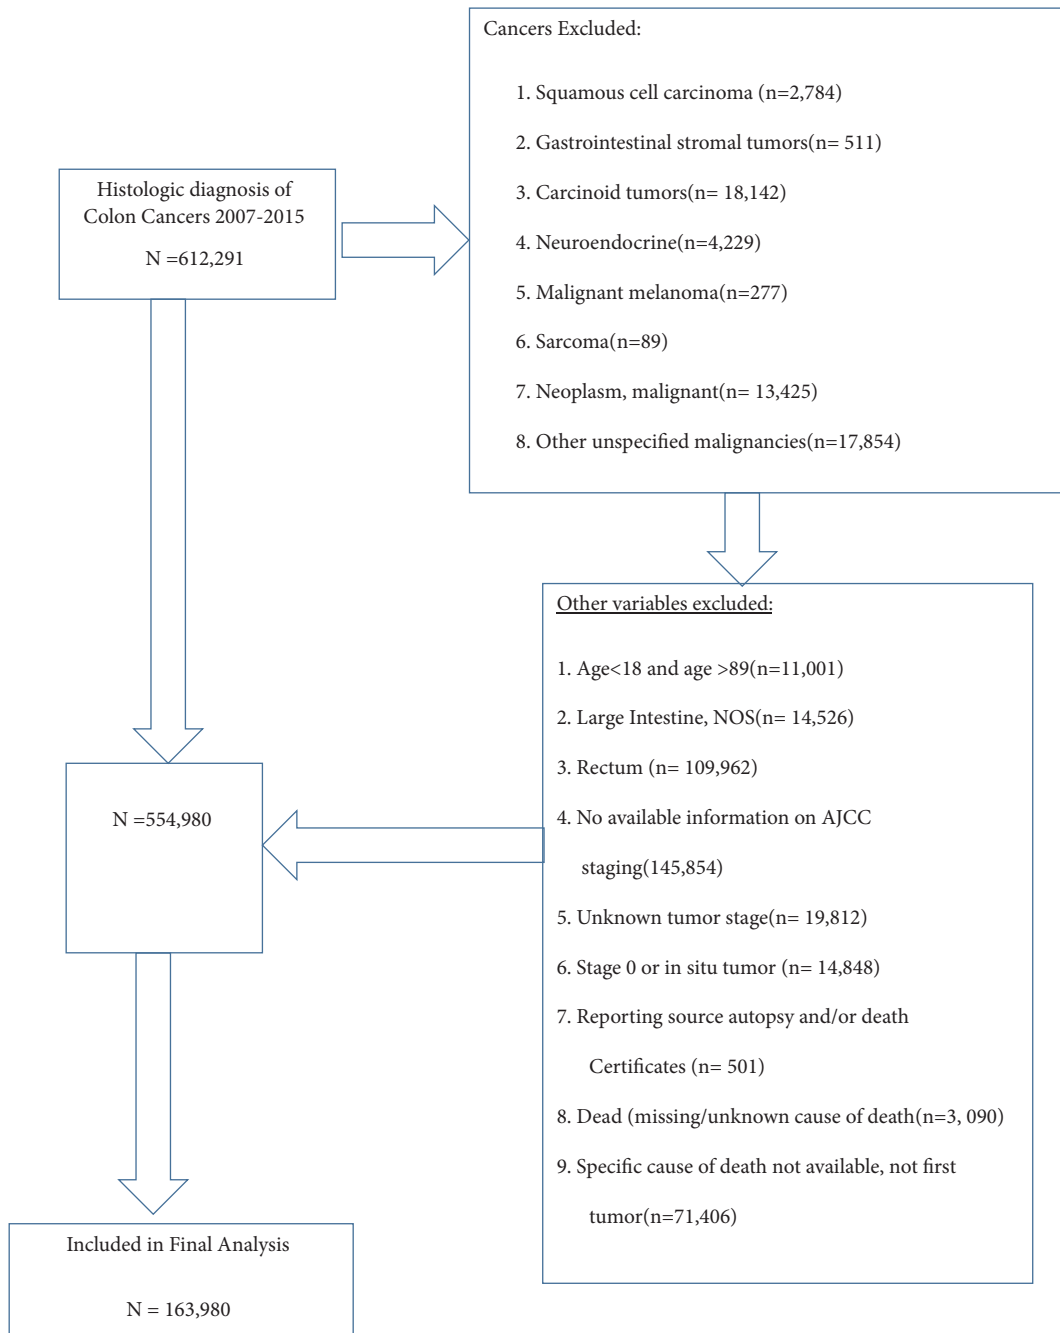 Cancers Excluded:
1. Squamous cell carcinoma (n=2,784)
2. Gastrointestinal stromal tumors(n= 511)
3. Carcinoid tumors(n= 18,142)
4. Neuroendocrine(n=4,229)
5. Malignant melanoma(n=277)
6. Sarcoma(n=89)
7. Neoplasm, malignant(n= 13,425)
8. Other unspecified malignancies(n=17,854)
Histologic diagnosis of
Colon Cancers 2007-2015
N =612,291
Other variables excluded:
1. Age<18 and age >89(n=11,001)
2. Large Intestine, NOS(n= 14,526)
3. Rectum (n= 109,962)
4. No available information on AJCC
staging(145,854)
5. Unknown tumor stage(n= 19,812)
6. Stage 0 or in situ tumor (n= 14,848)
7. Reporting source autopsy and/or death
Certificates (n= 501)
8. Dead (missing/unknown cause of death(n=3, 090)
9. Specific cause of death not available, not first
tumor(n=71,406)
N =554,980
Included in Final Analysis
N = 163,980